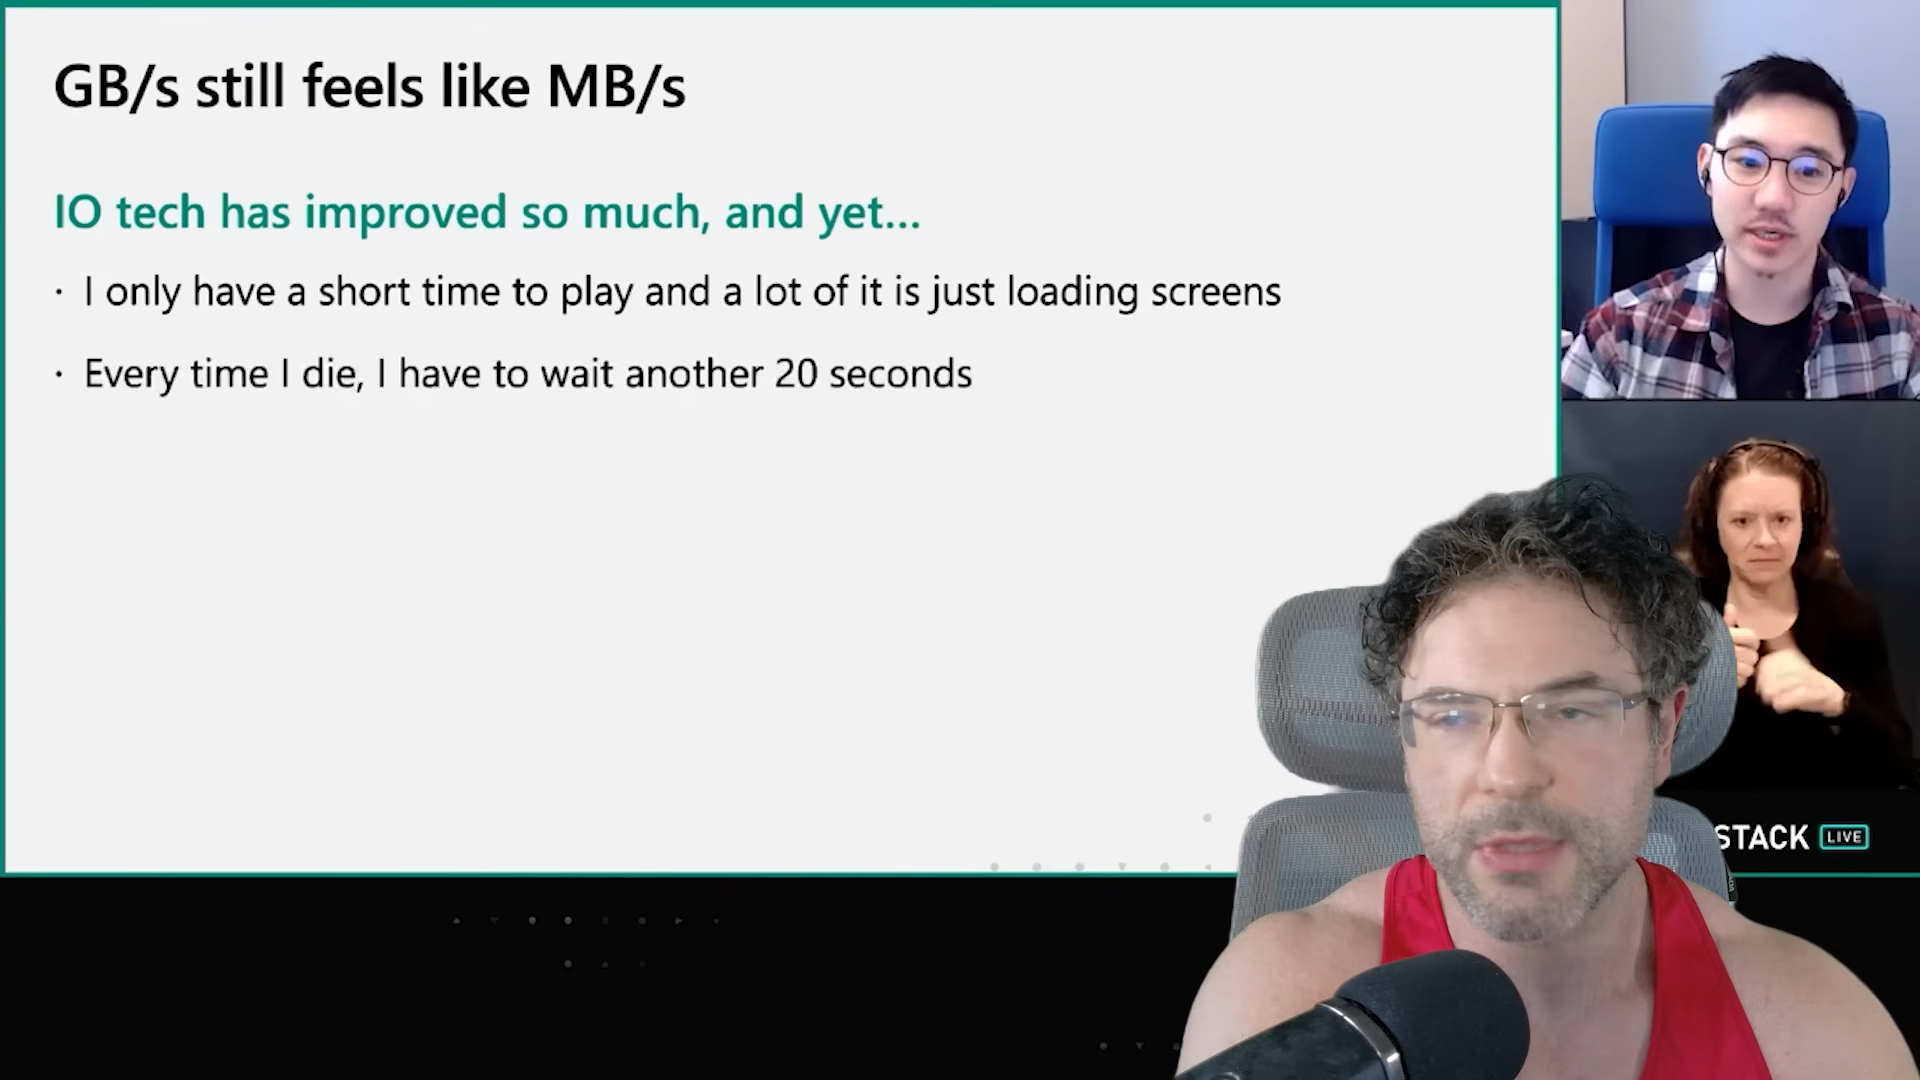 GB/s still feels like MB/s
IO tech has improved so much, and yet...
· I only have a short time to play and a lot of it is just loading screens
· Every time I die, I have to wait another 20 seconds
STACK LIVE